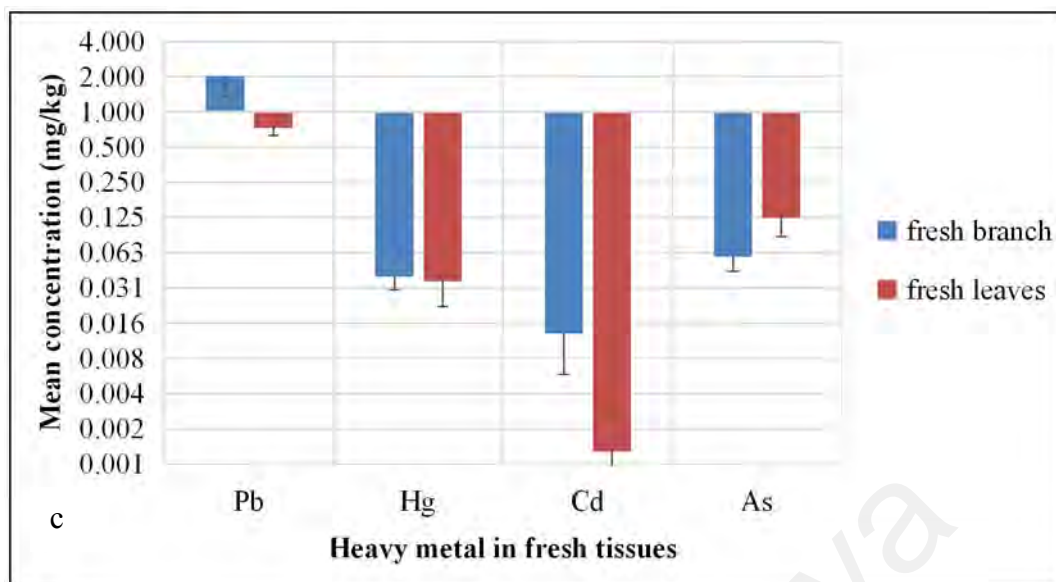 4.000
2.000
1.000
0.500
0.250
0.125
0.063
0.031
0.016
0.008
0.004
0.002
0.001
Mean concentration (mg/kg)
Pb Hg Cd As
Heavy metal in fresh tissues
fresh branch
fresh leaves
c